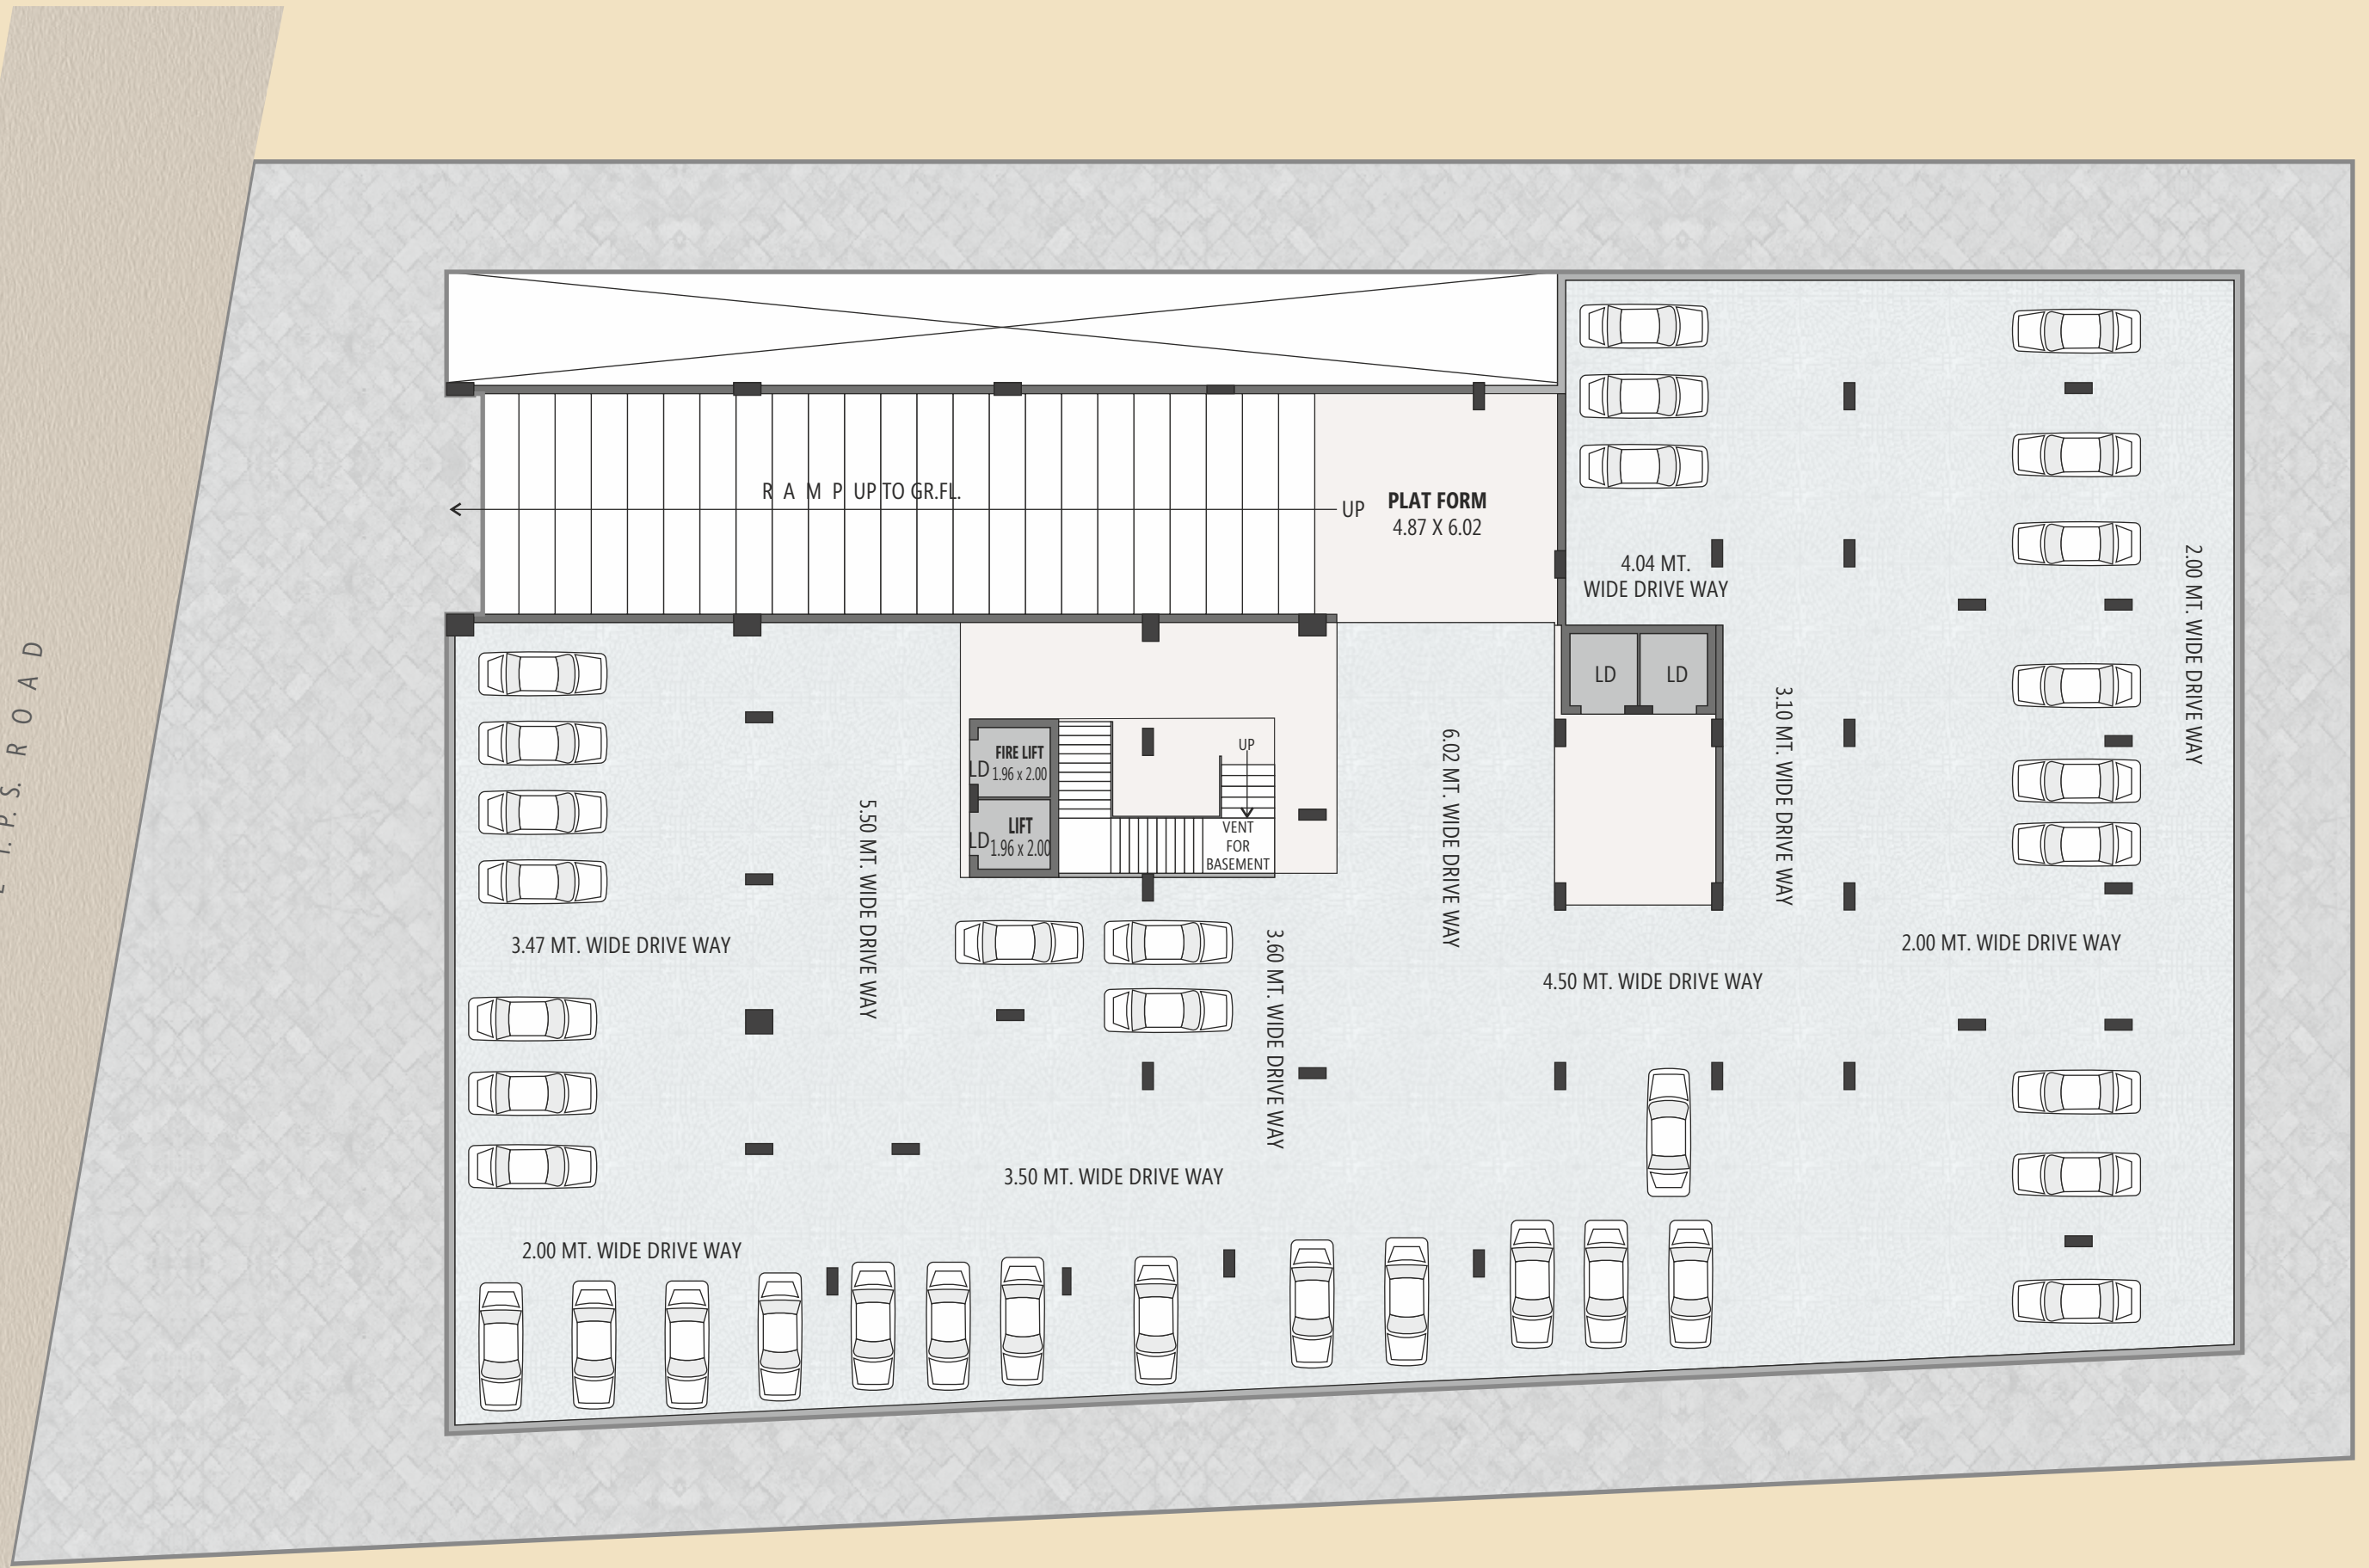 R A M P UP TO GR.FL.
UP
PLAT FORM
4.87 X 6.02
4.04 MT.
WIDE DRIVE WAY
2.00 MT. WIDE DRIVE WAY
T. P. S. R O A D
LD
LD
3.10 MT. WIDE DRIVE WAY
6.02 MT. WIDE DRIVE WAY
FIRE LIFT
LD 1.96 x 2.00
UP
5.50 MT. WIDE DRIVE WAY
LIFT
LD 1.96 x 2.00
VENT
FOR
BASEMENT
3.47 MT. WIDE DRIVE WAY
3.60 MT. WIDE DRIVE WAY
2.00 MT. WIDE DRIVE WAY
4.50 MT. WIDE DRIVE WAY
3.50 MT. WIDE DRIVE WAY
2.00 MT. WIDE DRIVE WAY